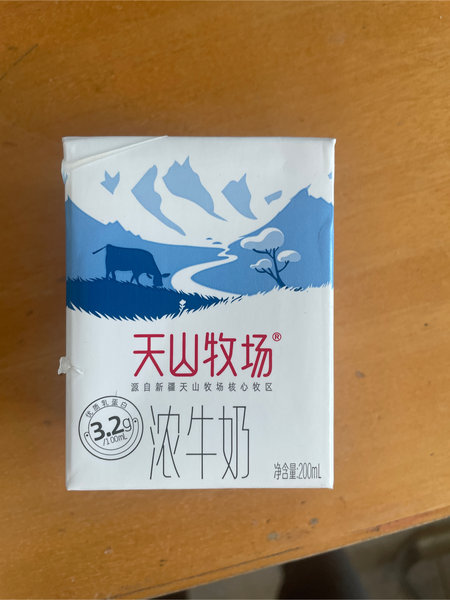 天山牧场®
源自新疆天山牧场核心牧区
优质乳蛋白
3.2g
/100mL
浓牛奶
净含量:200mL